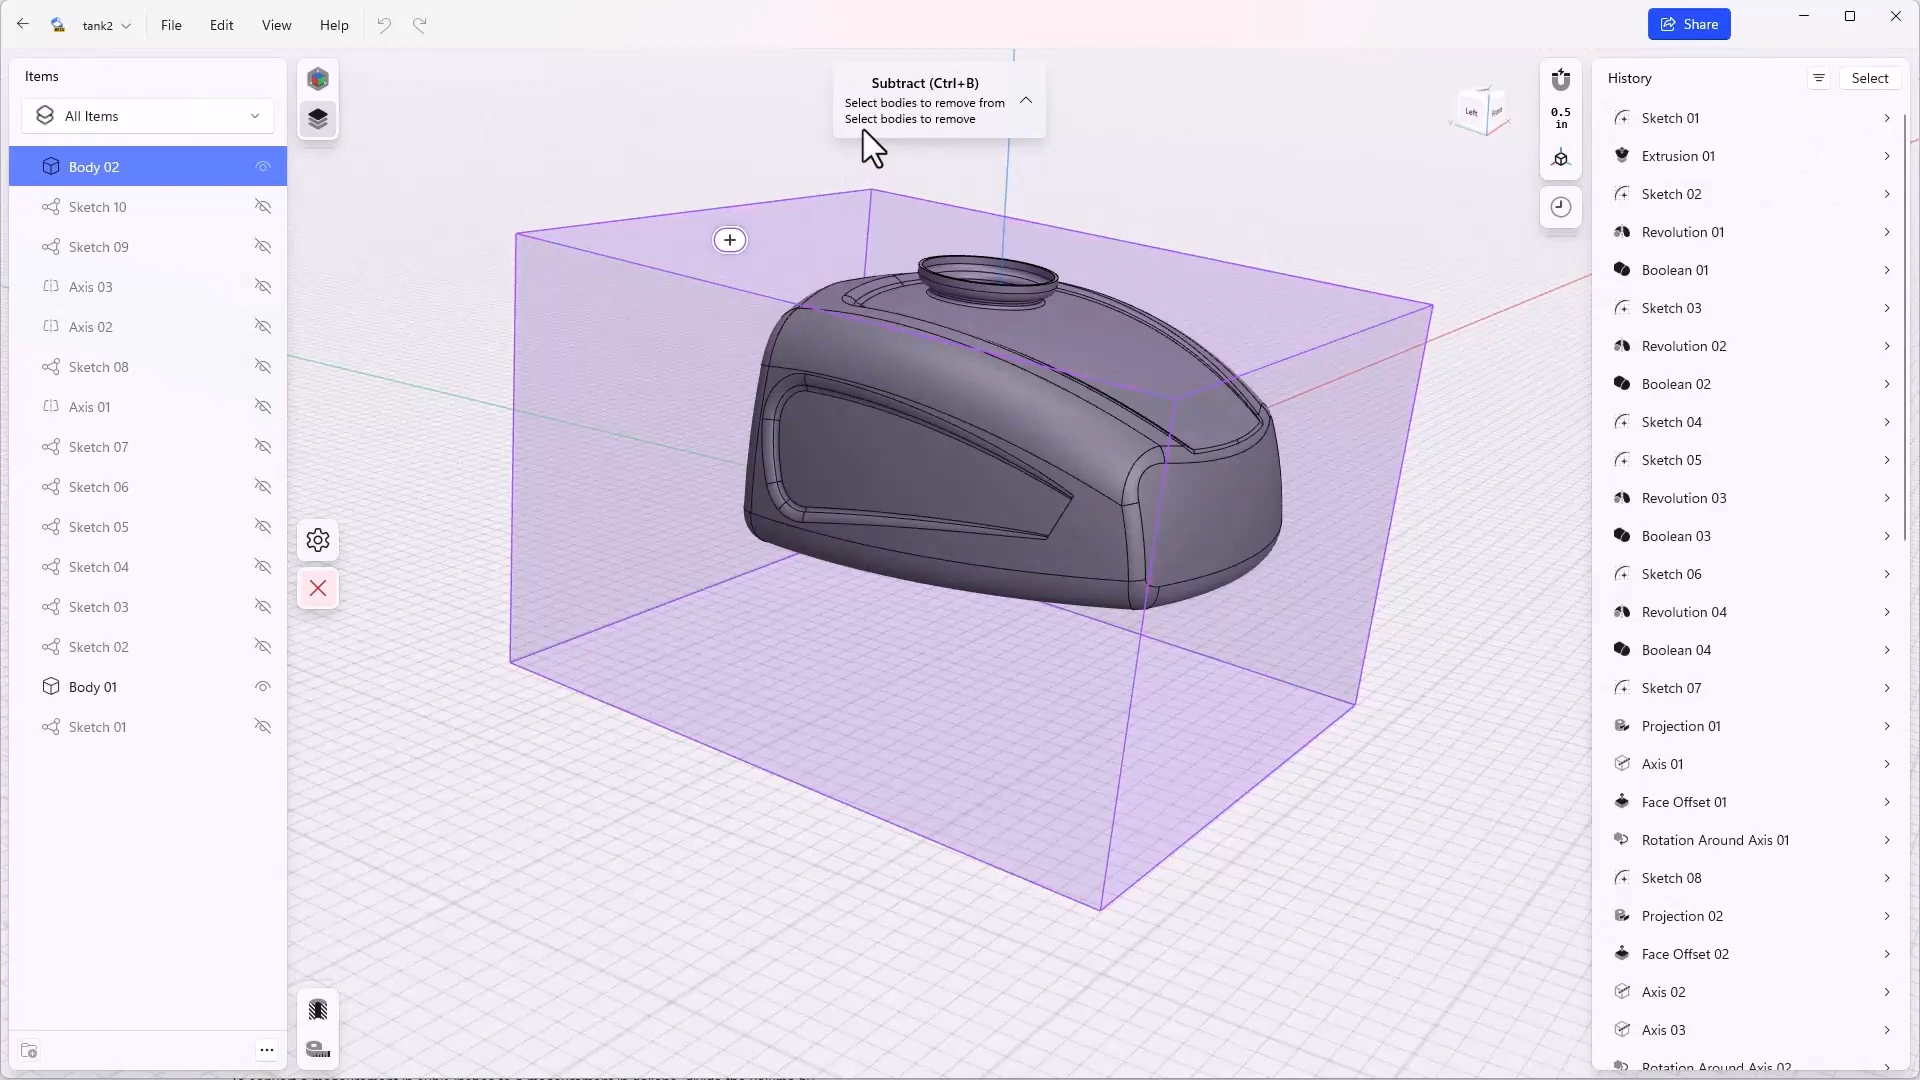 tank2
File
Edit
View
Help
Share
Items
All Items
Body 02
Sketch 10
Sketch 09
Axis 03
Axis 02
Sketch 08
Axis 01
Sketch 07
Sketch 06
Sketch 05
Sketch 04
Sketch 03
Sketch 02
Body 01
Sketch 01
Subtract (Ctrl+B)
Select bodies to remove from
Select bodies to remove
Left
0.5
in
History
Select
Sketch 01
Extrusion 01
Sketch 02
Revolution 01
Boolean 01
Sketch 03
Revolution 02
Boolean 02
Sketch 04
Sketch 05
Revolution 03
Boolean 03
Sketch 06
Revolution 04
Boolean 04
Sketch 07
Projection 01
Axis 01
Face Offset 01
Rotation Around Axis 01
Sketch 08
Projection 02
Face Offset 02
Axis 02
Axis 03
Rotation Around Axis 02